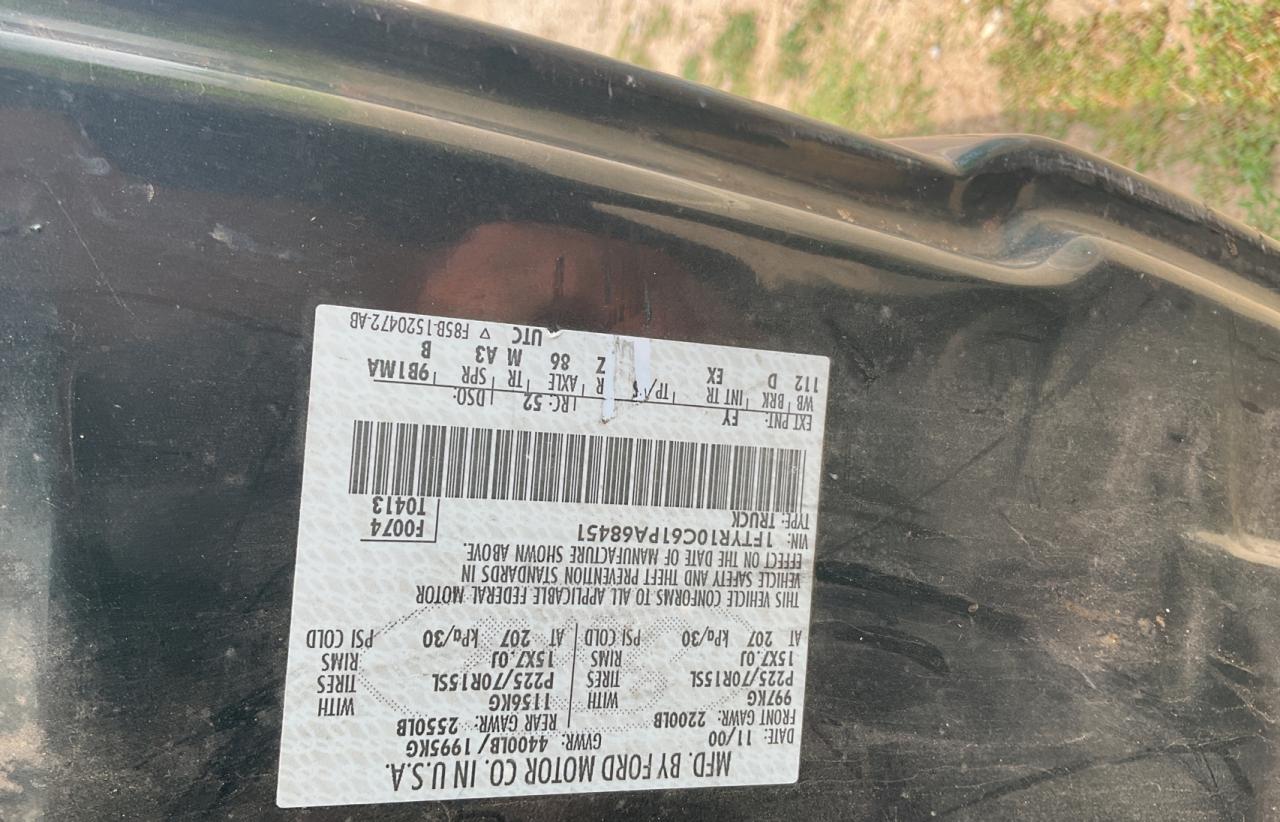 MFD. BY FORD MOTOR CO. IN U.S.A.
DATE: 11/00 GVWR: 4400LB/1995KG
FRONT GAWR: 2200LB REAR GAWR: 2550LB
997KG WITH 1156KG WITH
P225/70R15SL TIRES P225/70R15SL TIRES
15X7.0J RIMS 15X7.0J RIMS
AT 207 kPa/30 PSI COLD AT 207 kPa/30 PSI COLD
THIS VEHICLE CONFORMS TO ALL APPLICABLE FEDERAL MOTOR
VEHICLE SAFETY AND THEFT PREVENTION STANDARDS IN
EFFECT ON THE DATE OF MANUFACTURE SHOWN ABOVE.
VIN: 1FTYR10C61PA68451 F0074
TYPE: TRUCK T0413
EXT PNT: FY RC: 52 DSO:
WB BRK INT TR TP/ R AXLE TR SPR 9B1MA
112 D EX Z 86 M A3 B
UTC ▽ F85B-1520472-AB